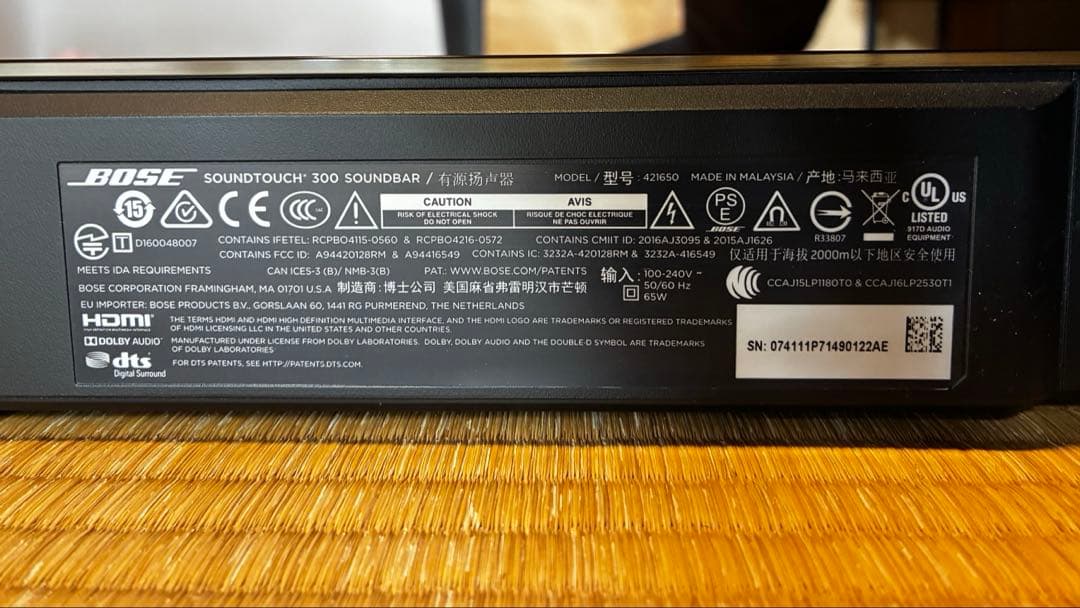 BOSE SOUNDTOUCH® 300 SOUNDBAR / 有源扬声器 MODEL / 型号: 421650 MADE IN MALAYSIA / 产地:马来西亚
15 CE CCC CAUTION AVIS PS E BOSE C UL US
RISK OF ELECTRICAL SHOCK RISQUE DE CHOC ELECTRIQUE
DO NOT OPEN NE PAS OUVRIR
R33807 LISTED
917D AUDIO
EQUIPMENT
T D160048007 CONTAINS IFETEL: RCPBO4115-0560 & RCPBO4216-0572 CONTAINS CMIIT ID: 2016AJ3095 & 2015AJ1626
CONTAINS FCC ID: A94420128RM & A94416549 CONTAINS IC: 3232A-420128RM & 3232A-416549 仅适用于海拔2000m以下地区安全使用
MEETS IDA REQUIREMENTS CAN ICES-3 (B)/ NMB-3(B) PAT: WWW.BOSE.COM/PATENTS 输入: 100-240V ~
50/60 Hz
65W
CCAJ15LP1180T0 & CCAJ16LP2530T1
BOSE CORPORATION FRAMINGHAM, MA 01701 U.S.A 制造商: 博士公司 美国麻省弗雷明汉市芒顿
EU IMPORTER: BOSE PRODUCTS B.V., GORSLAAN 60, 1441 RG PURMEREND, THE NETHERLANDS
HDMI® THE TERMS HDMI AND HDMI HIGH DEFINITION MULTIMEDIA INTERFACE, AND THE HDMI LOGO ARE TRADEMARKS OR REGISTERED TRADEMARKS
HIGH DEFINITION MULTIMEDIA INTERFACE OF HDMI LICENSING LLC IN THE UNITED STATES AND OTHER COUNTRIES.
DOLBY AUDIO™ MANUFACTURED UNDER LICENSE FROM DOLBY LABORATORIES. DOLBY, DOLBY AUDIO AND THE DOUBLE-D SYMBOL ARE TRADEMARKS
OF DOLBY LABORATORIES
dts FOR DTS PATENTS, SEE HTTP://PATENTS.DTS.COM.
Digital Surround
SN: 074111P71490122AE